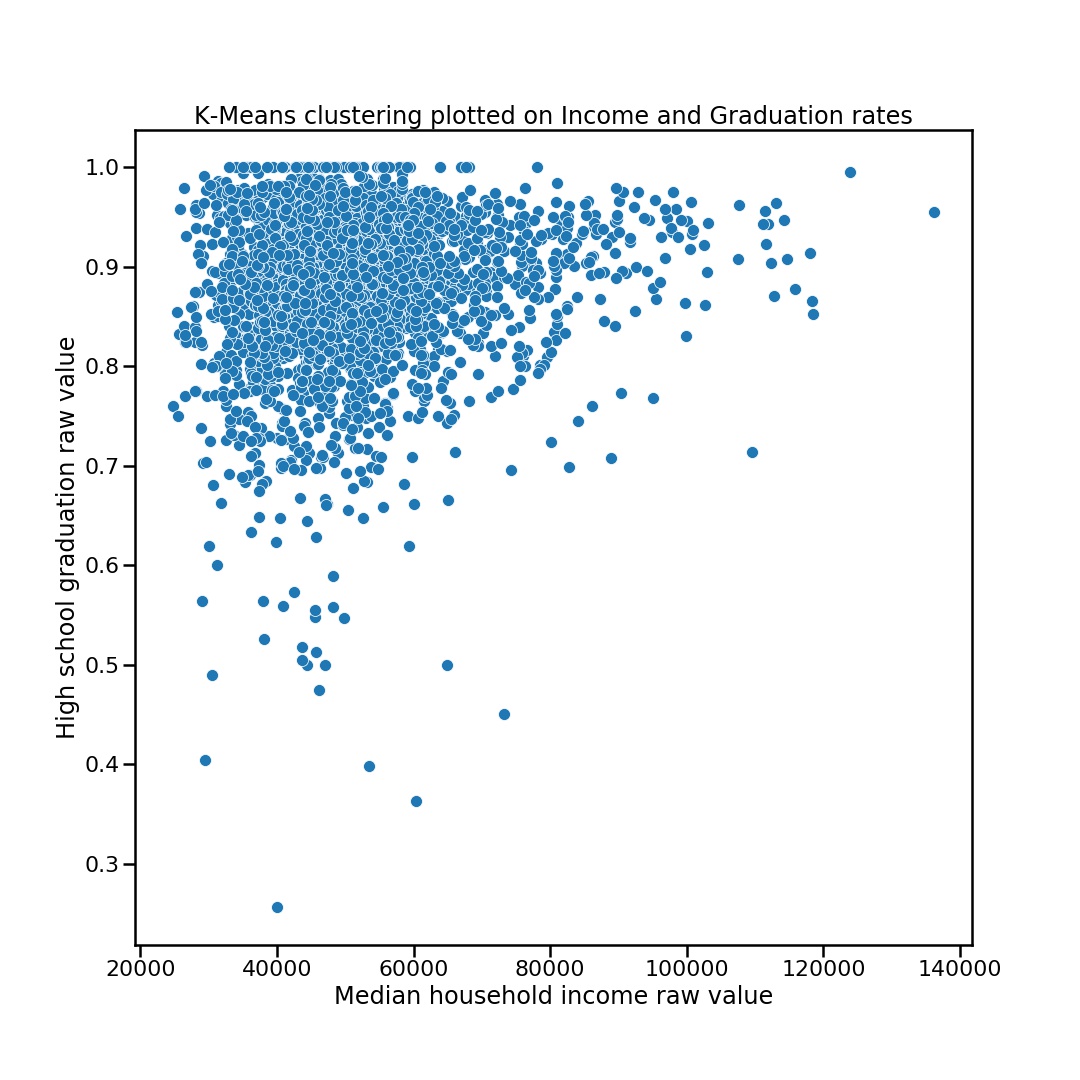 K-Means clustering plotted on Income and Graduation rates
1.0
0.9
0.8
0.7
0.6
0.5
0.4
0.3
High school graduation raw value
20000 40000 60000 80000 100000 120000 140000
Median household income raw value